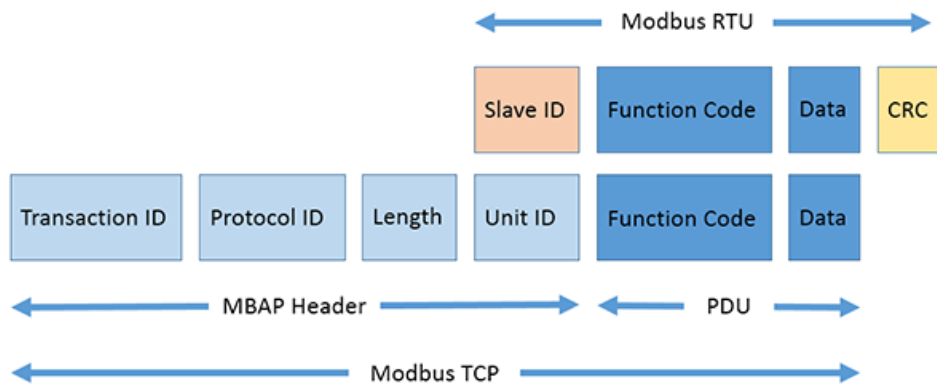 Modbus RTU
Slave ID Function Code Data CRC
Transaction ID Protocol ID Length Unit ID Function Code Data
MBAP Header PDU
Modbus TCP